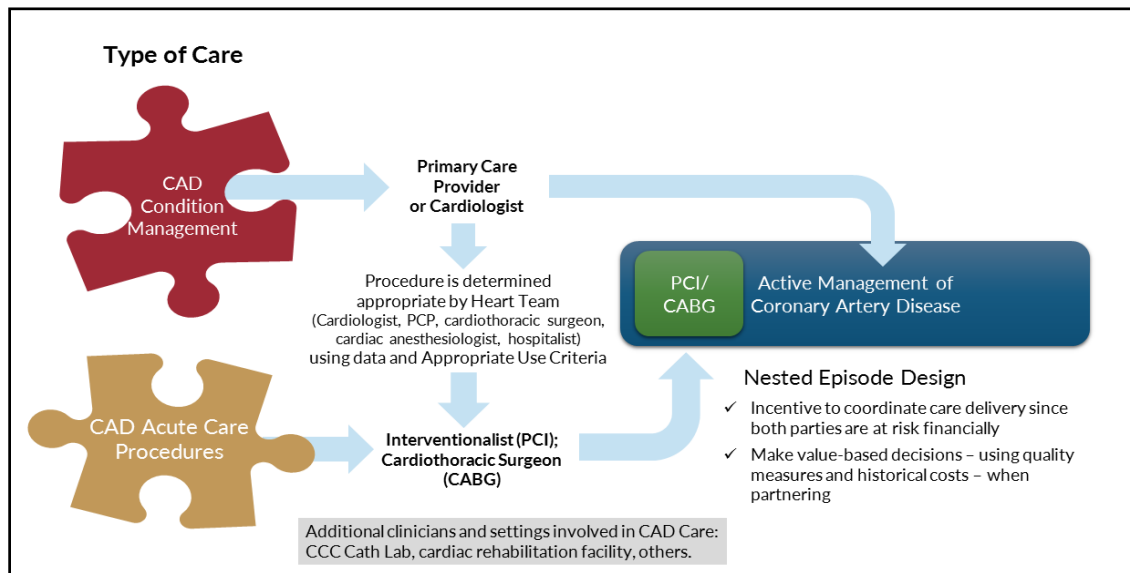 Type of Care
CAD
Condition
Management
Primary Care
Provider
or Cardiologist
Procedure is determined
appropriate by Heart Team
(Cardiologist, PCP, cardiothoracic surgeon,
cardiac anesthesiologist, hospitalist)
using data and Appropriate Use Criteria
PCI/
CABG
Active Management of
Coronary Artery Disease
CAD Acute Care
Procedures
Interventionalist (PCI);
Cardiothoracic Surgeon
(CABG)
Nested Episode Design
✓ Incentive to coordinate care delivery since
both parties are at risk financially
✓ Make value-based decisions – using quality
measures and historical costs – when
partnering
Additional clinicians and settings involved in CAD Care:
CCC Cath Lab, cardiac rehabilitation facility, others.